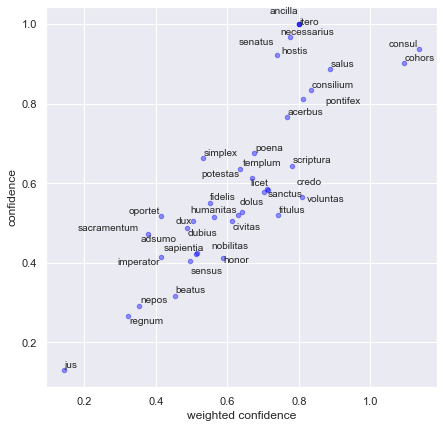 ancilla
1.0
itero
necessarius
senatus
consul
hostis
cohors
salus
consilium
0.8
pontifex
acerbus
poena
simplex
templum
scriptura
potestas
0.6
licet
credo
sanctus
voluntas
fidelis
dolus
oportet
humanitas
titulus
dux
civitas
sacramentum
dubius
adsumo
nobilitas
sapientia
0.4
imperator
honor
sensus
beatus
nepos
regnum
0.2
ius
confidence
0.2 0.4 0.6 0.8 1.0
weighted confidence